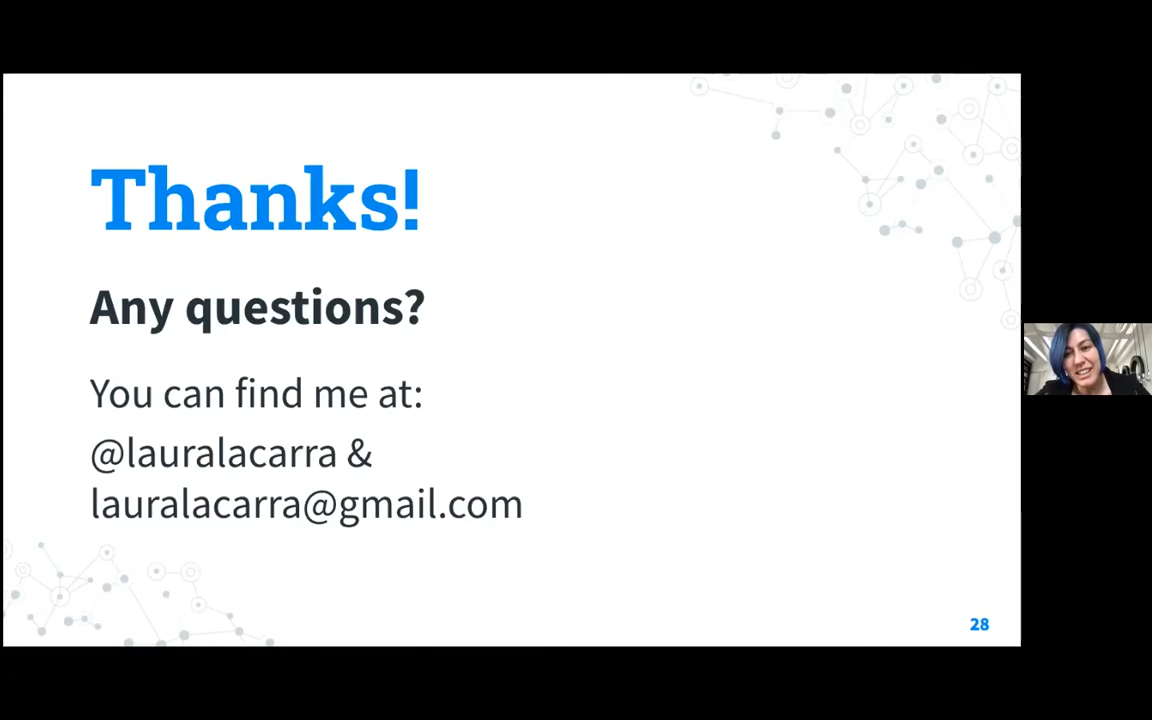 Thanks!
Any questions?
You can find me at:
@lauralacarra &
lauralacarra@gmail.com
28